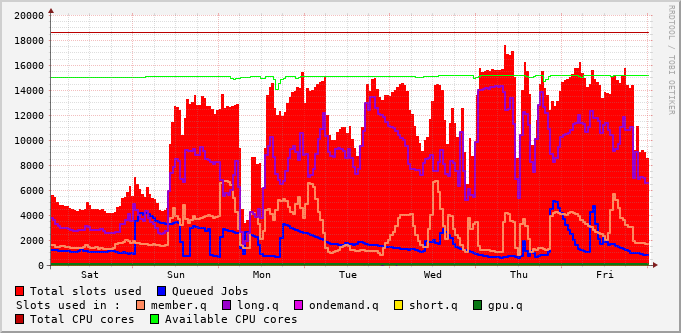 20000
18000
16000
14000
12000
10000
8000
6000
4000
2000
0
Sat Sun Mon Tue Wed Thu Fri
Total slots used Queued Jobs
Slots used in : member.q long.q ondemand.q short.q gpu.q
Total CPU cores Available CPU cores
RRDTOOL / TOBI OETIKER